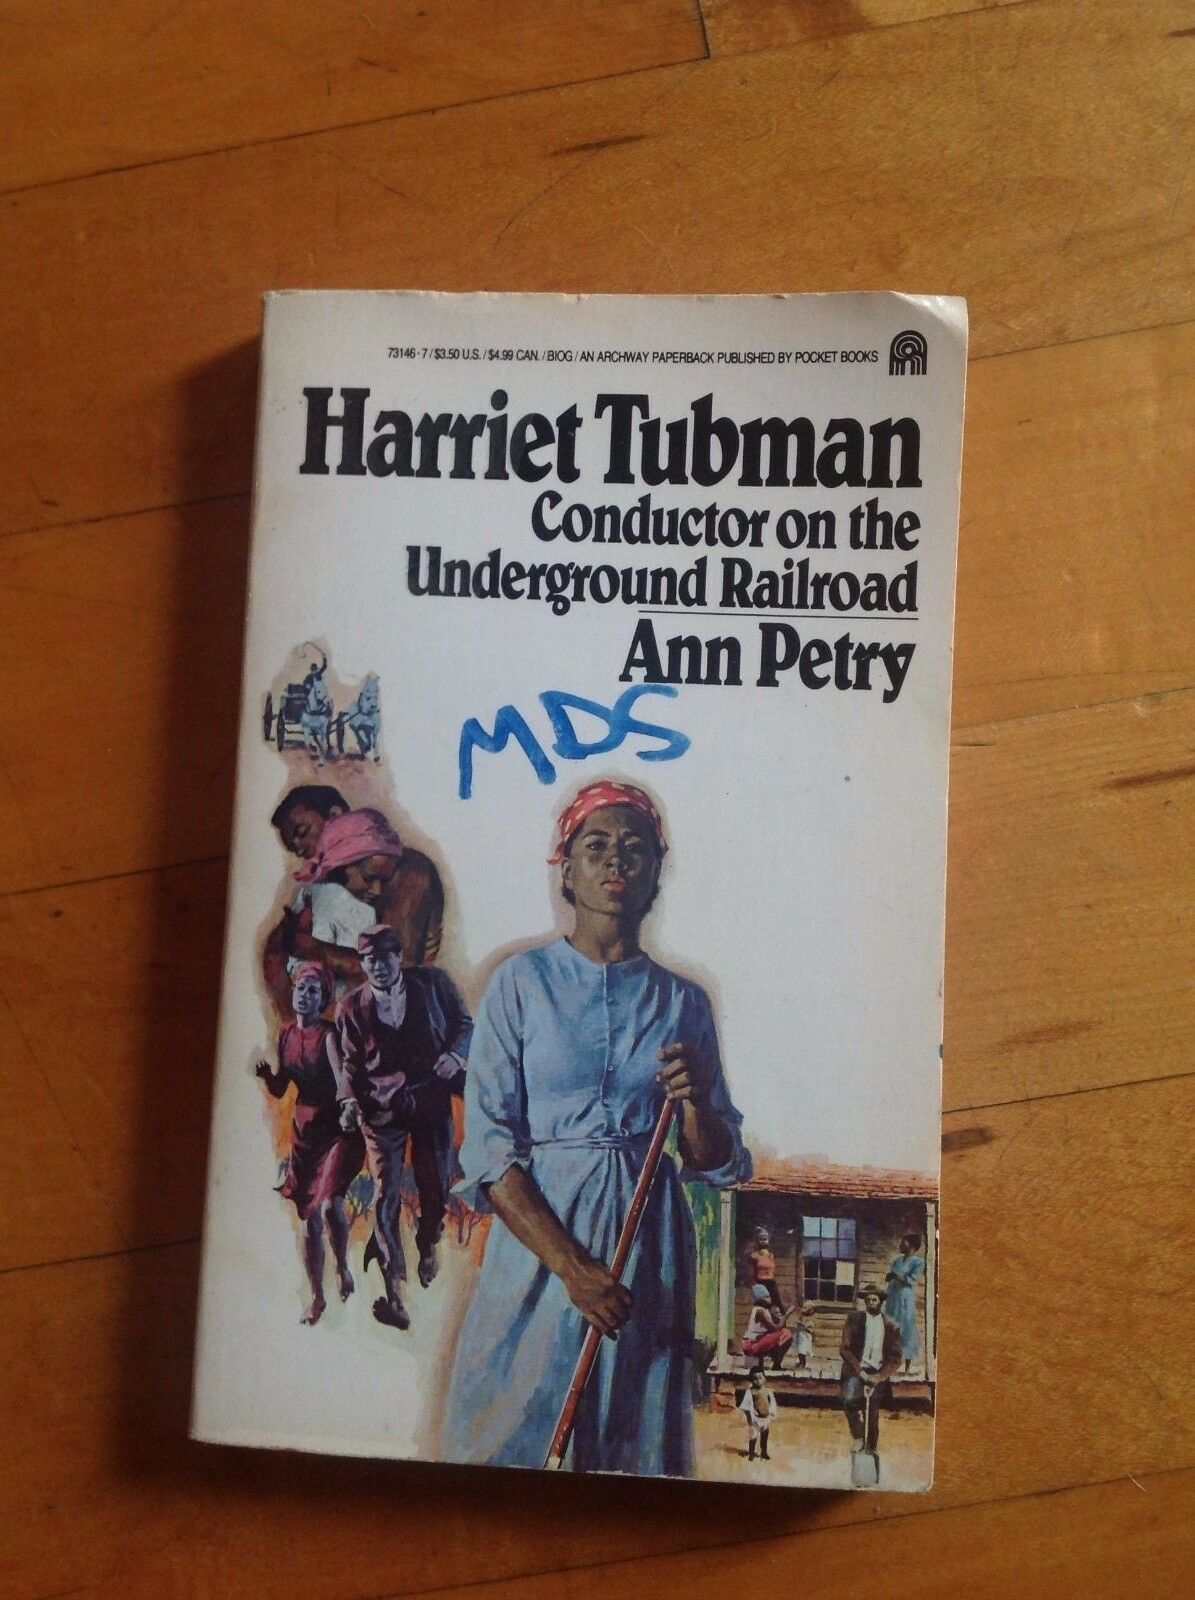 73146-7/$3.50 U.S./$4.99 CAN./BIOG/AN ARCHWAY PAPERBACK PUBLISHED BY POCKET BOOKS
Harriet Tubman
Conductor on the
Underground Railroad
Ann Petry
MDS